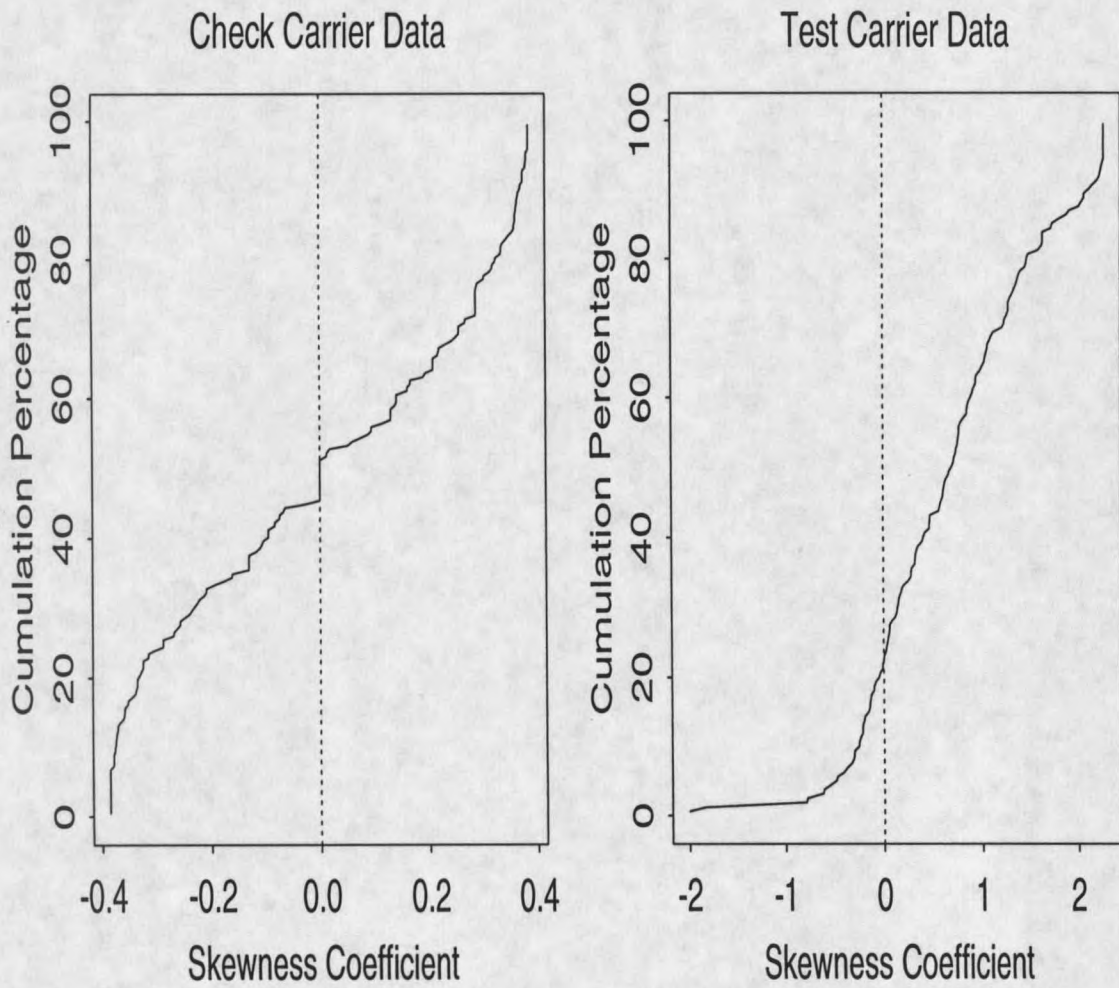 Check Carrier Data
Cumulation Percentage
100
80
60
40
20
0
-0.4 -0.2 0.0 0.2 0.4
Skewness Coefficient
Test Carrier Data
Cumulation Percentage
100
80
60
40
20
0
-2 -1 0 1 2
Skewness Coefficient